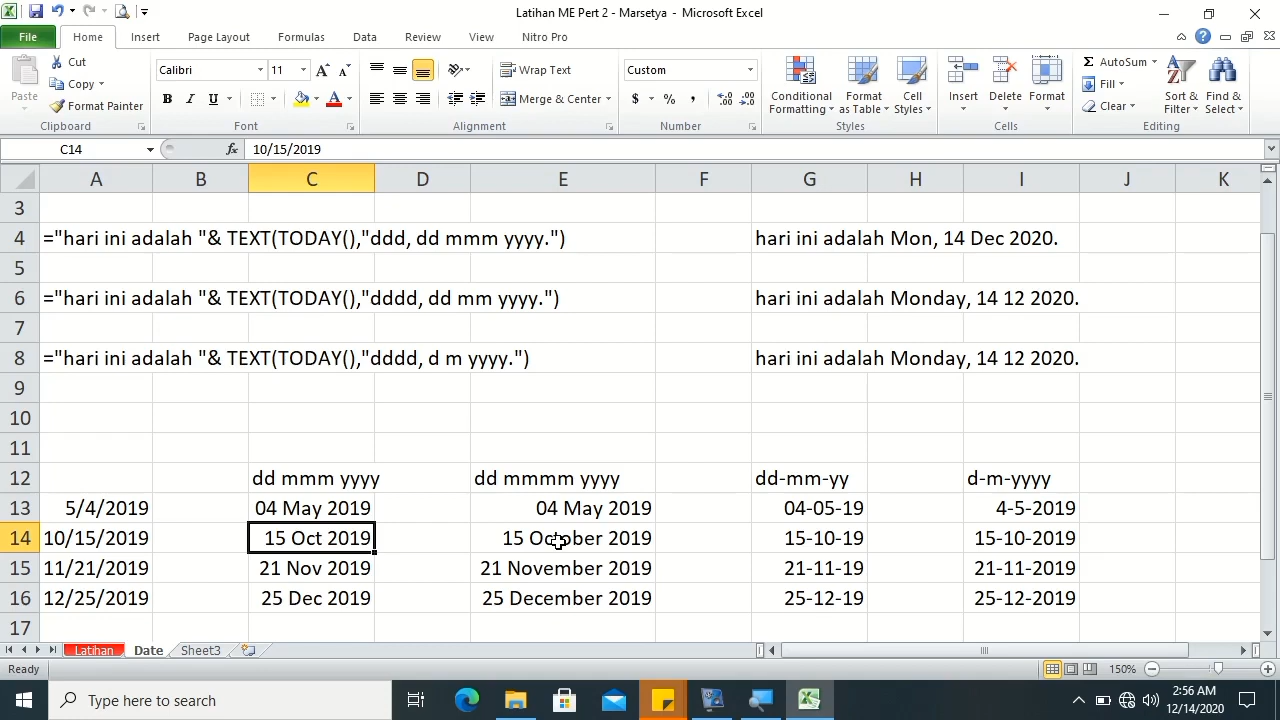 Latihan ME Pert 2 - Marsetya - Microsoft Excel
File Home Insert Page Layout Formulas Data Review View Nitro Pro
Paste
Cut
Copy
Format Painter
Clipboard
Calibri 11
B I U
Font
Wrap Text
Merge & Center
Alignment
Custom
$ % ,
Number
Conditional Formatting
Format as Table
Cell Styles
Styles
Insert Delete Format
Cells
AutoSum
Fill
Clear
Sort & Filter
Find & Select
Editing
C14 fx 10/15/2019
A B C D E F G H I J K
3
4 ="hari ini adalah "& TEXT(TODAY(),"ddd, dd mmm yyyy.") hari ini adalah Mon, 14 Dec 2020.
5
6 ="hari ini adalah "& TEXT(TODAY(),"dddd, dd mm yyyy.") hari ini adalah Monday, 14 12 2020.
7
8 ="hari ini adalah "& TEXT(TODAY(),"dddd, d m yyyy.") hari ini adalah Monday, 14 12 2020.
9
10
11
12 dd mmm yyyy dd mmmm yyyy dd-mm-yy d-m-yyyy
13 5/4/2019 04 May 2019 04 May 2019 04-05-19 4-5-2019
14 10/15/2019 15 Oct 2019 15 October 2019 15-10-19 15-10-2019
15 11/21/2019 21 Nov 2019 21 November 2019 21-11-19 21-11-2019
16 12/25/2019 25 Dec 2019 25 December 2019 25-12-19 25-12-2019
17
Latihan Date Sheet3
Ready 150%
Type here to search
2:56 AM
12/14/2020